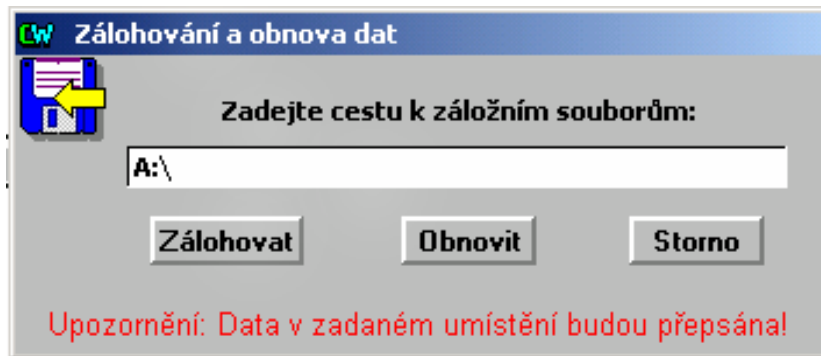 CW Zálohování a obnova dat
Zadejte cestu k záložním souborům:
A:\
Zálohovat Obnovit Storno
Upozornění: Data v zadaném umístění budou přepsána!